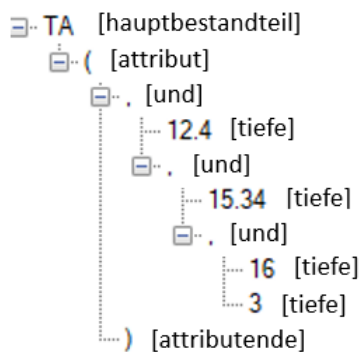 TA [hauptbestandteil]
( [attribut]
, [und]
12.4 [tiefe]
, [und]
15.34 [tiefe]
, [und]
16 [tiefe]
3 [tiefe]
) [attributende]